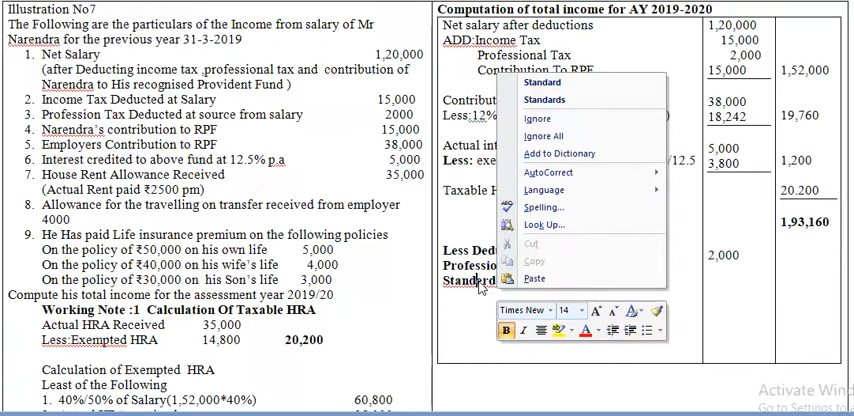 Illustration No7
The Following are the particulars of the Income from salary of Mr
Narendra for the previous year 31-3-2019
1. Net Salary 1,20,000
(after Deducting income tax ,professional tax and contribution of
Narendra to His recognised Provident Fund )
2. Income Tax Deducted at Salary 15,000
3. Profession Tax Deducted at source from salary 2000
4. Narendra's contribution to RPF 15,000
5. Employers Contribution to RPF 38,000
6. Interest credited to above fund at 12.5% p.a 5,000
7. House Rent Allowance Received 35,000
(Actual Rent paid ₹2500 pm)
8. Allowance for the travelling on transfer received from employer
4000
9. He Has paid Life insurance premium on the following policies
On the policy of ₹50,000 on his own life 5,000
On the policy of ₹40,000 on his wife's life 4,000
On the policy of ₹30,000 on his Son's life 3,000
Compute his total income for the assessment year 2019/20
Working Note :1 Calculation Of Taxable HRA
Actual HRA Received 35,000
Less:Exempted HRA 14,800 20,200
Calculation of Exempted HRA
Least of the Following
1. 40%/50% of Salary(1,52,000*40%) 60,800
Computation of total income for AY 2019-2020
Net salary after deductions 1,20,000
ADD:Income Tax 15,000
Professional Tax 2,000
Contribution To RPF 15,000 1,52,000
Contribut 38,000
Less:12% ) 18,242 19,760
Actual int 5,000
Less: exe /12.5 3,800 1,200
Taxable H 20.200
1,93,160
Less Ded
Professio 2,000
Standerd
Standard
Standards
Ignore
Ignore All
Add to Dictionary
AutoCorrect
Language
Spelling...
Look Up...
Cut
Copy
Paste
Times New 14 A A A
B I ab A
Activate Wind
Go to Settings to a